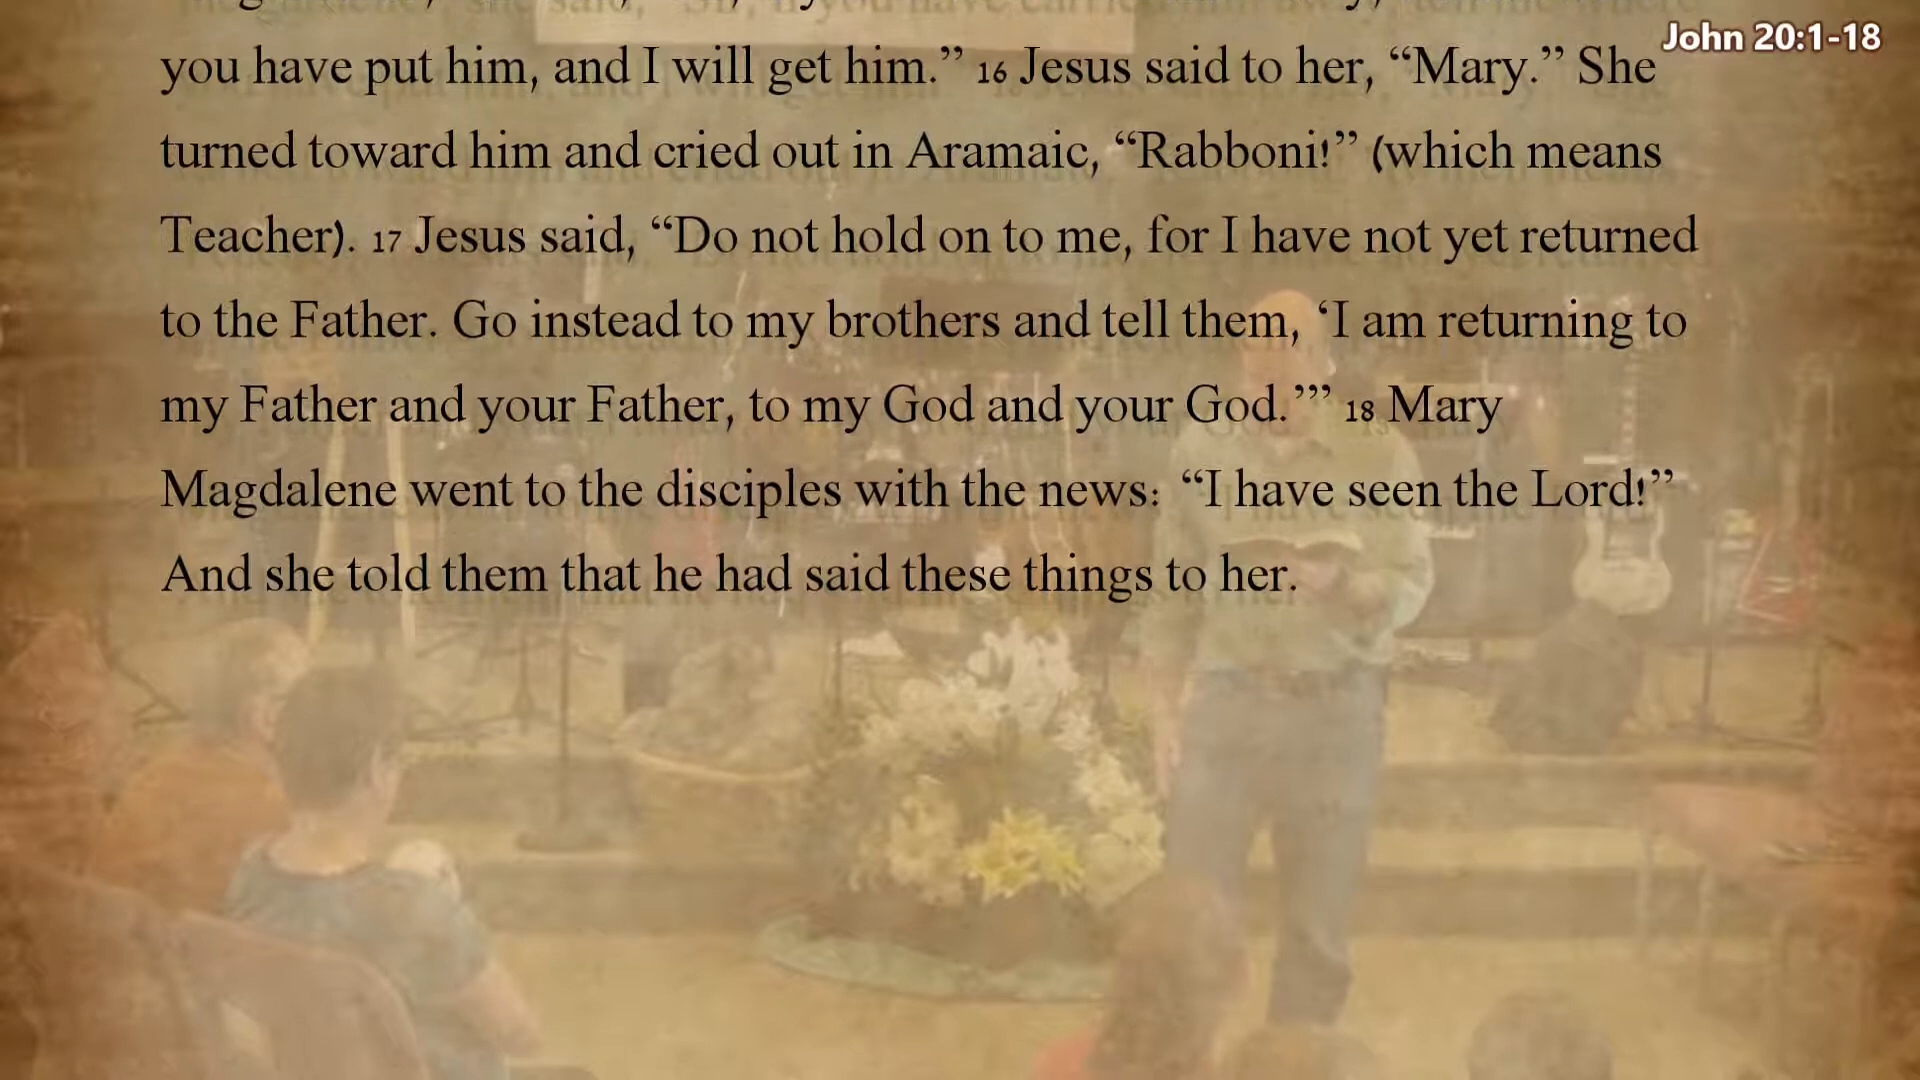 John 20:1-18
you have put him, and I will get him.” 16 Jesus said to her, “Mary.” She
turned toward him and cried out in Aramaic, “Rabboni!” (which means
Teacher). 17 Jesus said, “Do not hold on to me, for I have not yet returned
to the Father. Go instead to my brothers and tell them, ‘I am returning to
my Father and your Father, to my God and your God.’” 18 Mary
Magdalene went to the disciples with the news: “I have seen the Lord!”
And she told them that he had said these things to her.